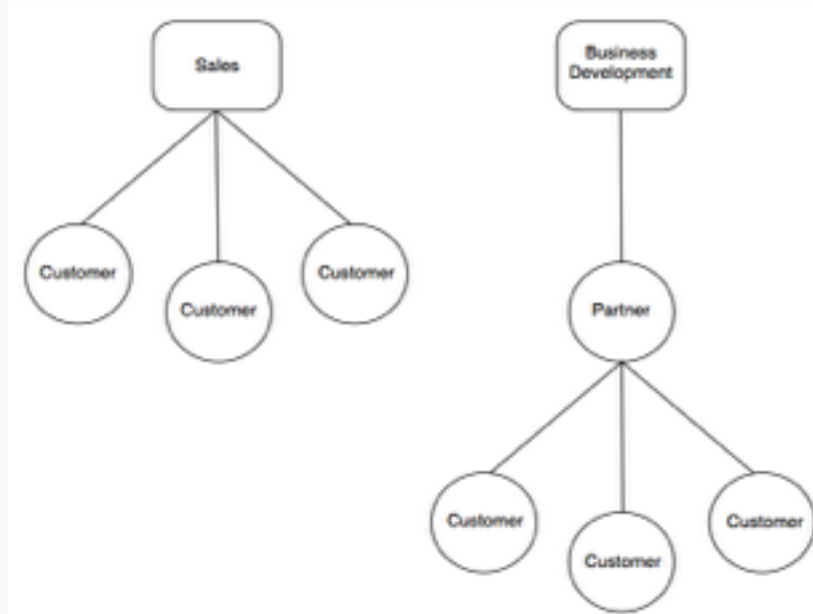 Sales
Business
Development
Customer
Customer
Customer
Partner
Customer
Customer
Customer